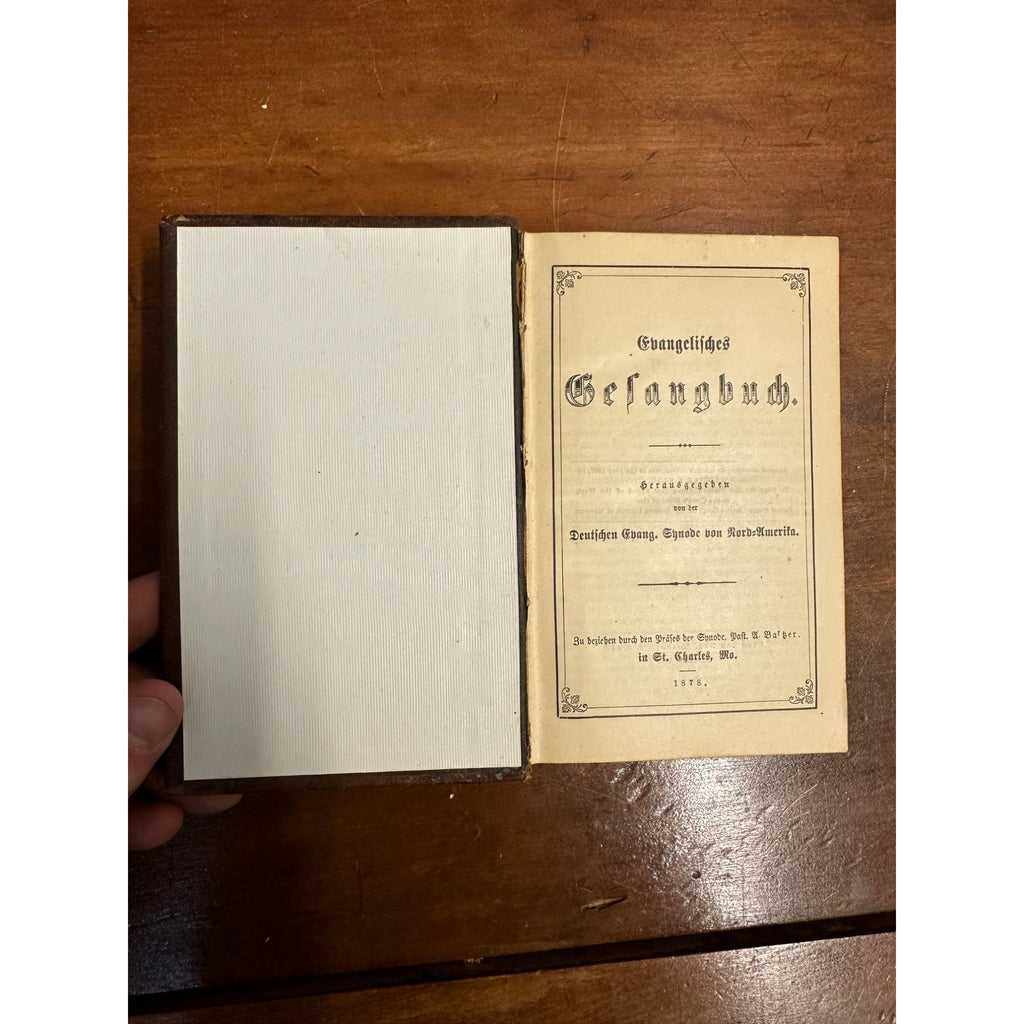 Evangelisches
Gesangbuch.
Herausgegeben
von der
Deutschen Evang. Synode von Nord-Amerika.
Zu beziehen durch den Präses der Synode, Past. A. Baltzer.
in St. Charles, Mo.
1878.